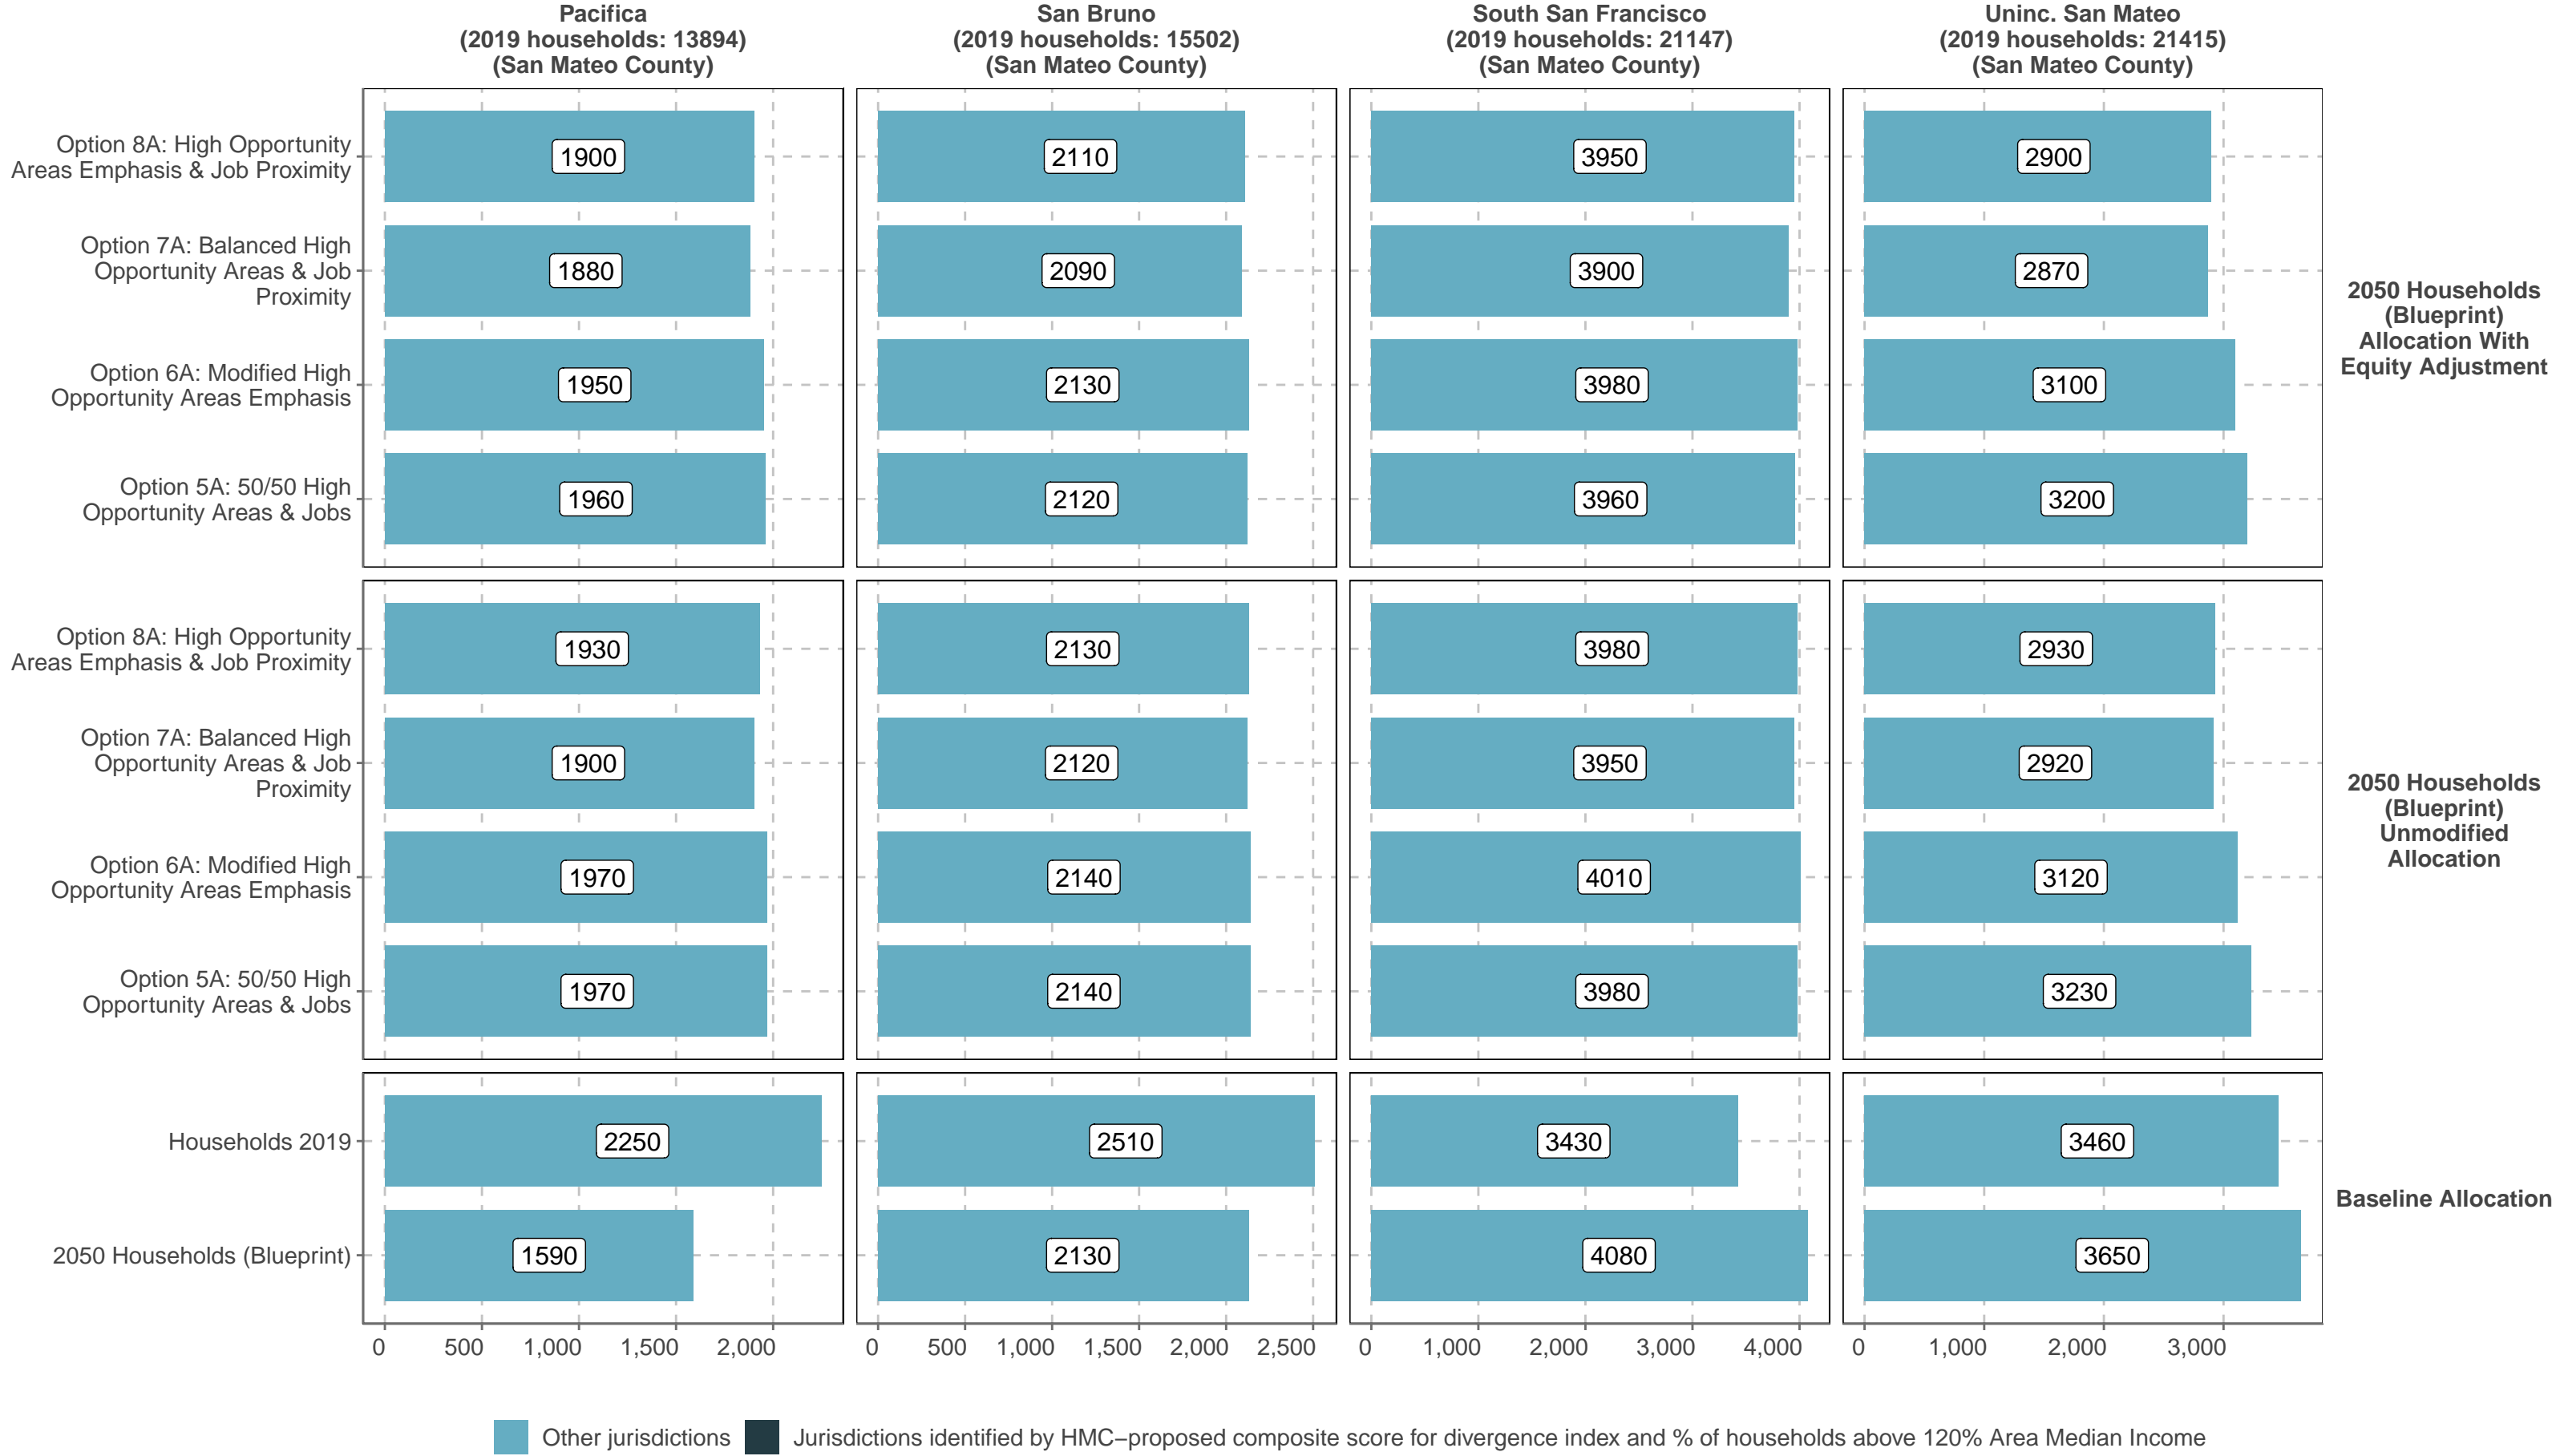 Pacifica
(2019 households: 13894)
(San Mateo County)
San Bruno
(2019 households: 15502)
(San Mateo County)
South San Francisco
(2019 households: 21147)
(San Mateo County)
Uninc. San Mateo
(2019 households: 21415)
(San Mateo County)
Option 8A: High Opportunity
Areas Emphasis & Job Proximity
1900
2110
3950
2900
Option 7A: Balanced High
Opportunity Areas & Job
Proximity
1880
2090
3900
2870
Option 6A: Modified High
Opportunity Areas Emphasis
1950
2130
3980
3100
Option 5A: 50/50 High
Opportunity Areas & Jobs
1960
2120
3960
3200
2050 Households
(Blueprint)
Allocation With
Equity Adjustment
Option 8A: High Opportunity
Areas Emphasis & Job Proximity
1930
2130
3980
2930
Option 7A: Balanced High
Opportunity Areas & Job
Proximity
1900
2120
3950
2920
Option 6A: Modified High
Opportunity Areas Emphasis
1970
2140
4010
3120
Option 5A: 50/50 High
Opportunity Areas & Jobs
1970
2140
3980
3230
2050 Households
(Blueprint)
Unmodified
Allocation
Households 2019
2250
2510
3430
3460
2050 Households (Blueprint)
1590
2130
4080
3650
Baseline Allocation
0 500 1,000 1,500 2,000
0 500 1,000 1,500 2,000 2,500
0 1,000 2,000 3,000 4,000
0 1,000 2,000 3,000
Other jurisdictions
Jurisdictions identified by HMC−proposed composite score for divergence index and % of households above 120% Area Median Income